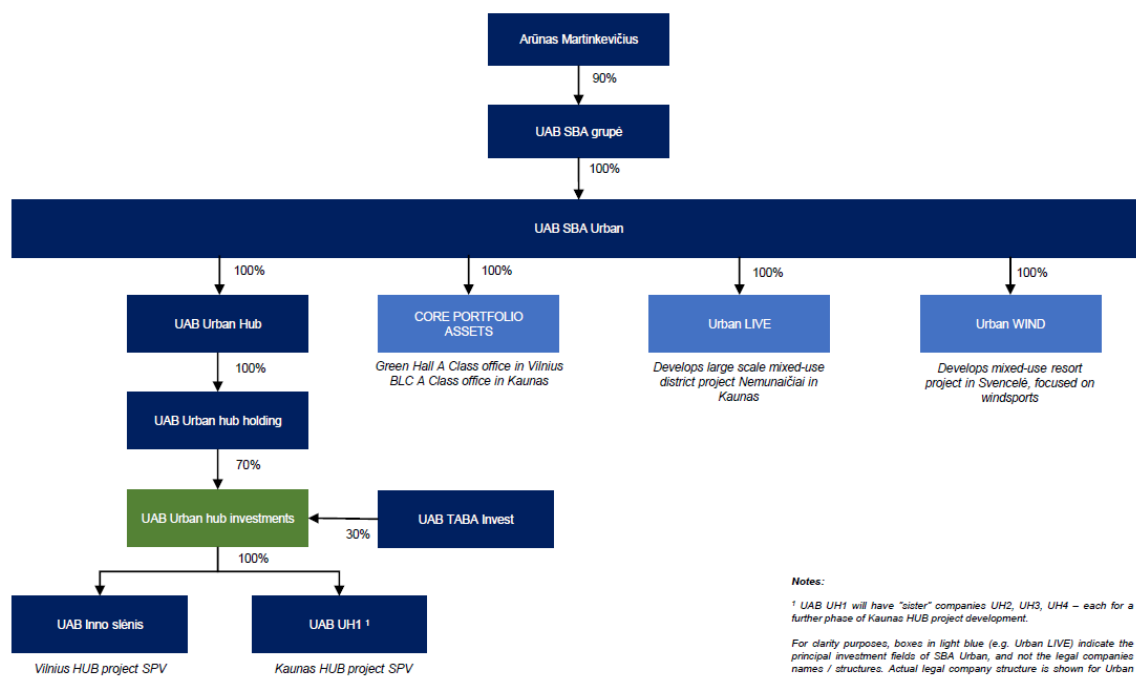 Arūnas Martinkevičius
90%
UAB SBA grupė
100%
UAB SBA Urban
100%
100%
100%
100%
UAB Urban Hub
CORE PORTFOLIO
ASSETS
Urban LIVE
Urban WIND
Green Hall A Class office in Vilnius
BLC A Class office in Kaunas
Develops large scale mixed-use
district project Nemunaičiai in
Kaunas
Develops mixed-use resort
project in Svencelė, focused on
windsports
100%
UAB Urban hub holding
70%
UAB Urban hub investments
UAB TABA Invest
30%
100%
UAB Inno slėnis
UAB UH1 ¹
Vilnius HUB project SPV
Kaunas HUB project SPV
Notes:
¹ UAB UH1 will have "sister" companies UH2, UH3, UH4 – each for a
further phase of Kaunas HUB project development.
For clarity purposes, boxes in light blue (e.g. Urban LIVE) indicate the
principal investment fields of SBA Urban, and not the legal companies
names / structures. Actual legal company structure is shown for Urban